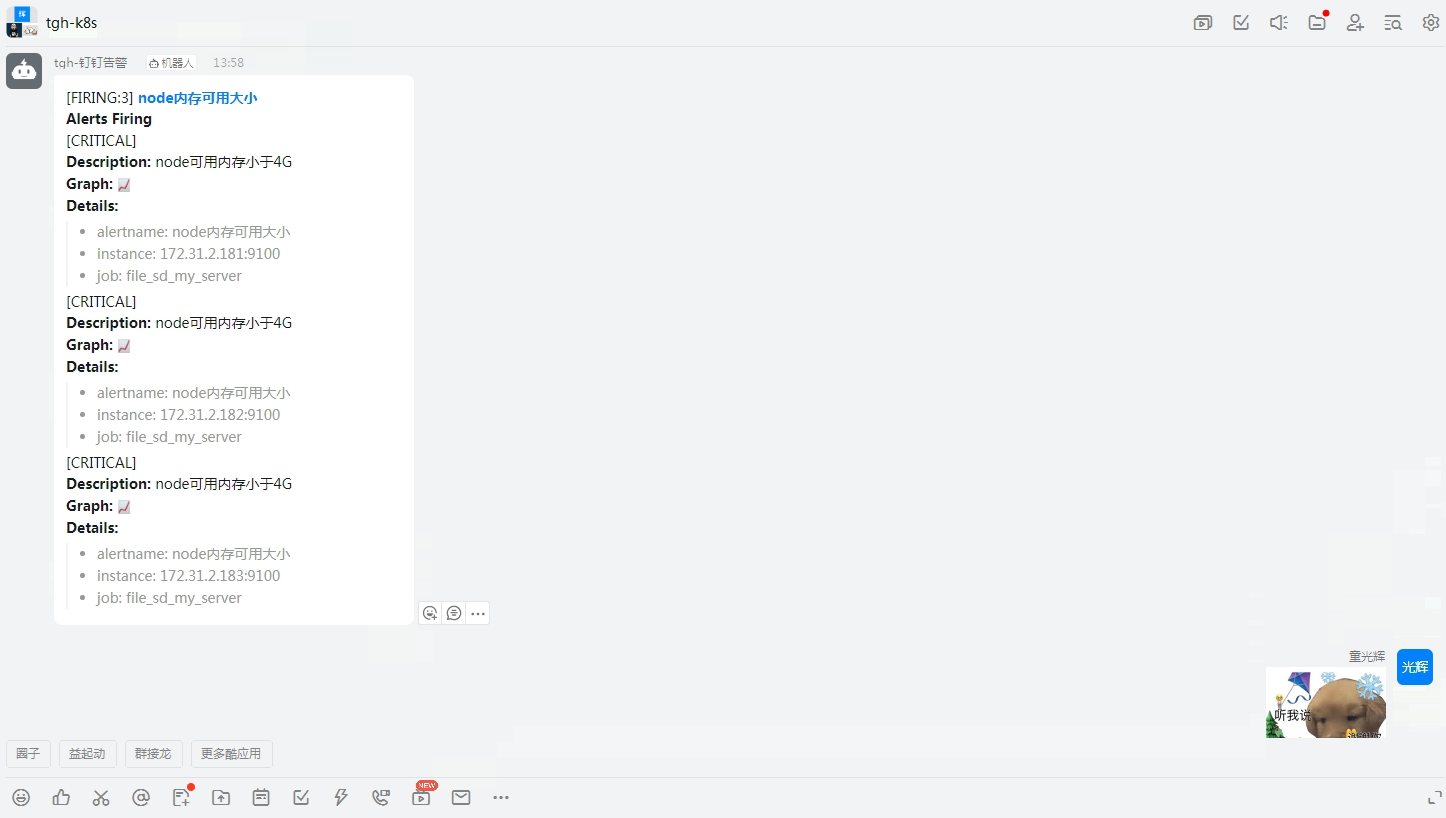 辉
tgh-k8s
tgh-钉钉告警 机器人 13:58
[FIRING:3] node内存可用大小
Alerts Firing
[CRITICAL]
Description: node可用内存小于4G
Graph:
Details:
• alertname: node内存可用大小
• instance: 172.31.2.181:9100
• job: file_sd_my_server
[CRITICAL]
Description: node可用内存小于4G
Graph:
Details:
• alertname: node内存可用大小
• instance: 172.31.2.182:9100
• job: file_sd_my_server
[CRITICAL]
Description: node可用内存小于4G
Graph:
Details:
• alertname: node内存可用大小
• instance: 172.31.2.183:9100
• job: file_sd_my_server
童光辉
光辉
听我说
圈子 益起动 群接龙 更多酷应用
NEW